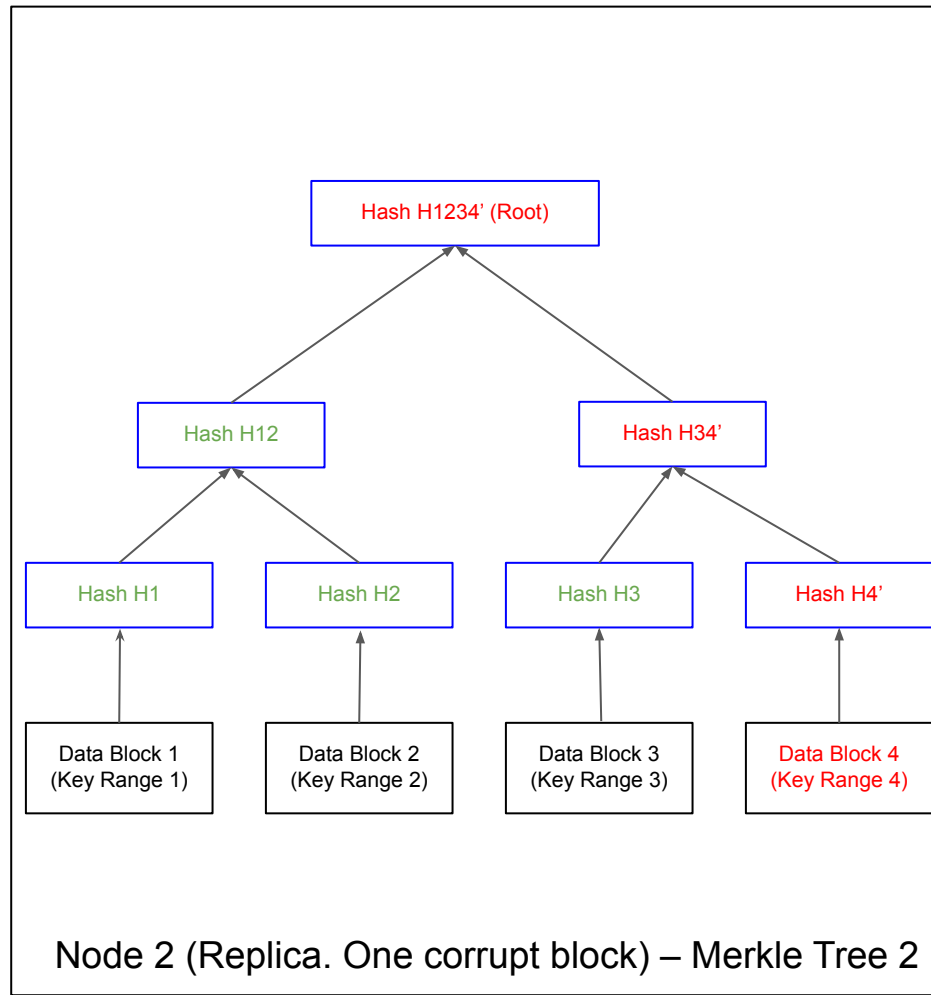 Hash H1234’ (Root)
Hash H12
Hash H34’
Hash H1
Hash H2
Hash H3
Hash H4’
Data Block 1
(Key Range 1)
Data Block 2
(Key Range 2)
Data Block 3
(Key Range 3)
Data Block 4
(Key Range 4)
Node 2 (Replica. One corrupt block) – Merkle Tree 2